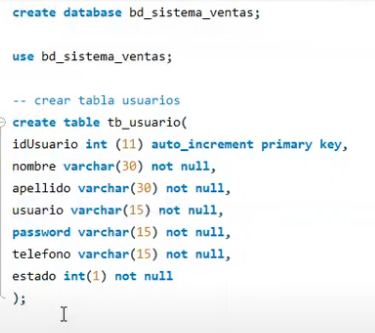 create database bd_sistema_ventas;
use bd_sistema_ventas;
-- crear tabla usuarios
create table tb_usuario(
idUsuario int (11) auto_increment primary key,
nombre varchar(30) not null,
apellido varchar(30) not null,
usuario varchar(15) not null,
password varchar(15) not null,
telefono varchar(15) not null,
estado int(1) not null
);